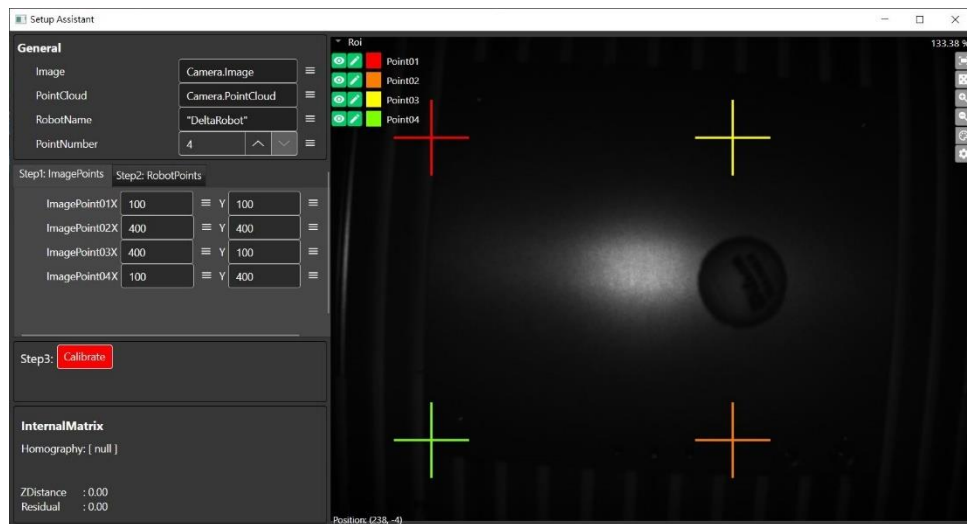 Setup Assistant
General
Image Camera.Image
PointCloud Camera.PointCloud
RobotName "DeltaRobot"
PointNumber 4
Step1: ImagePoints Step2: RobotPoints
ImagePoint01X 100 Y 100
ImagePoint02X 400 Y 400
ImagePoint03X 400 Y 100
ImagePoint04X 100 Y 400
Step3: Calibrate
InternalMatrix
Homography: [ null ]
ZDistance : 0.00
Residual : 0.00
Roi
133.38 %
Point01
Point02
Point03
Point04
Position: (238, -4)